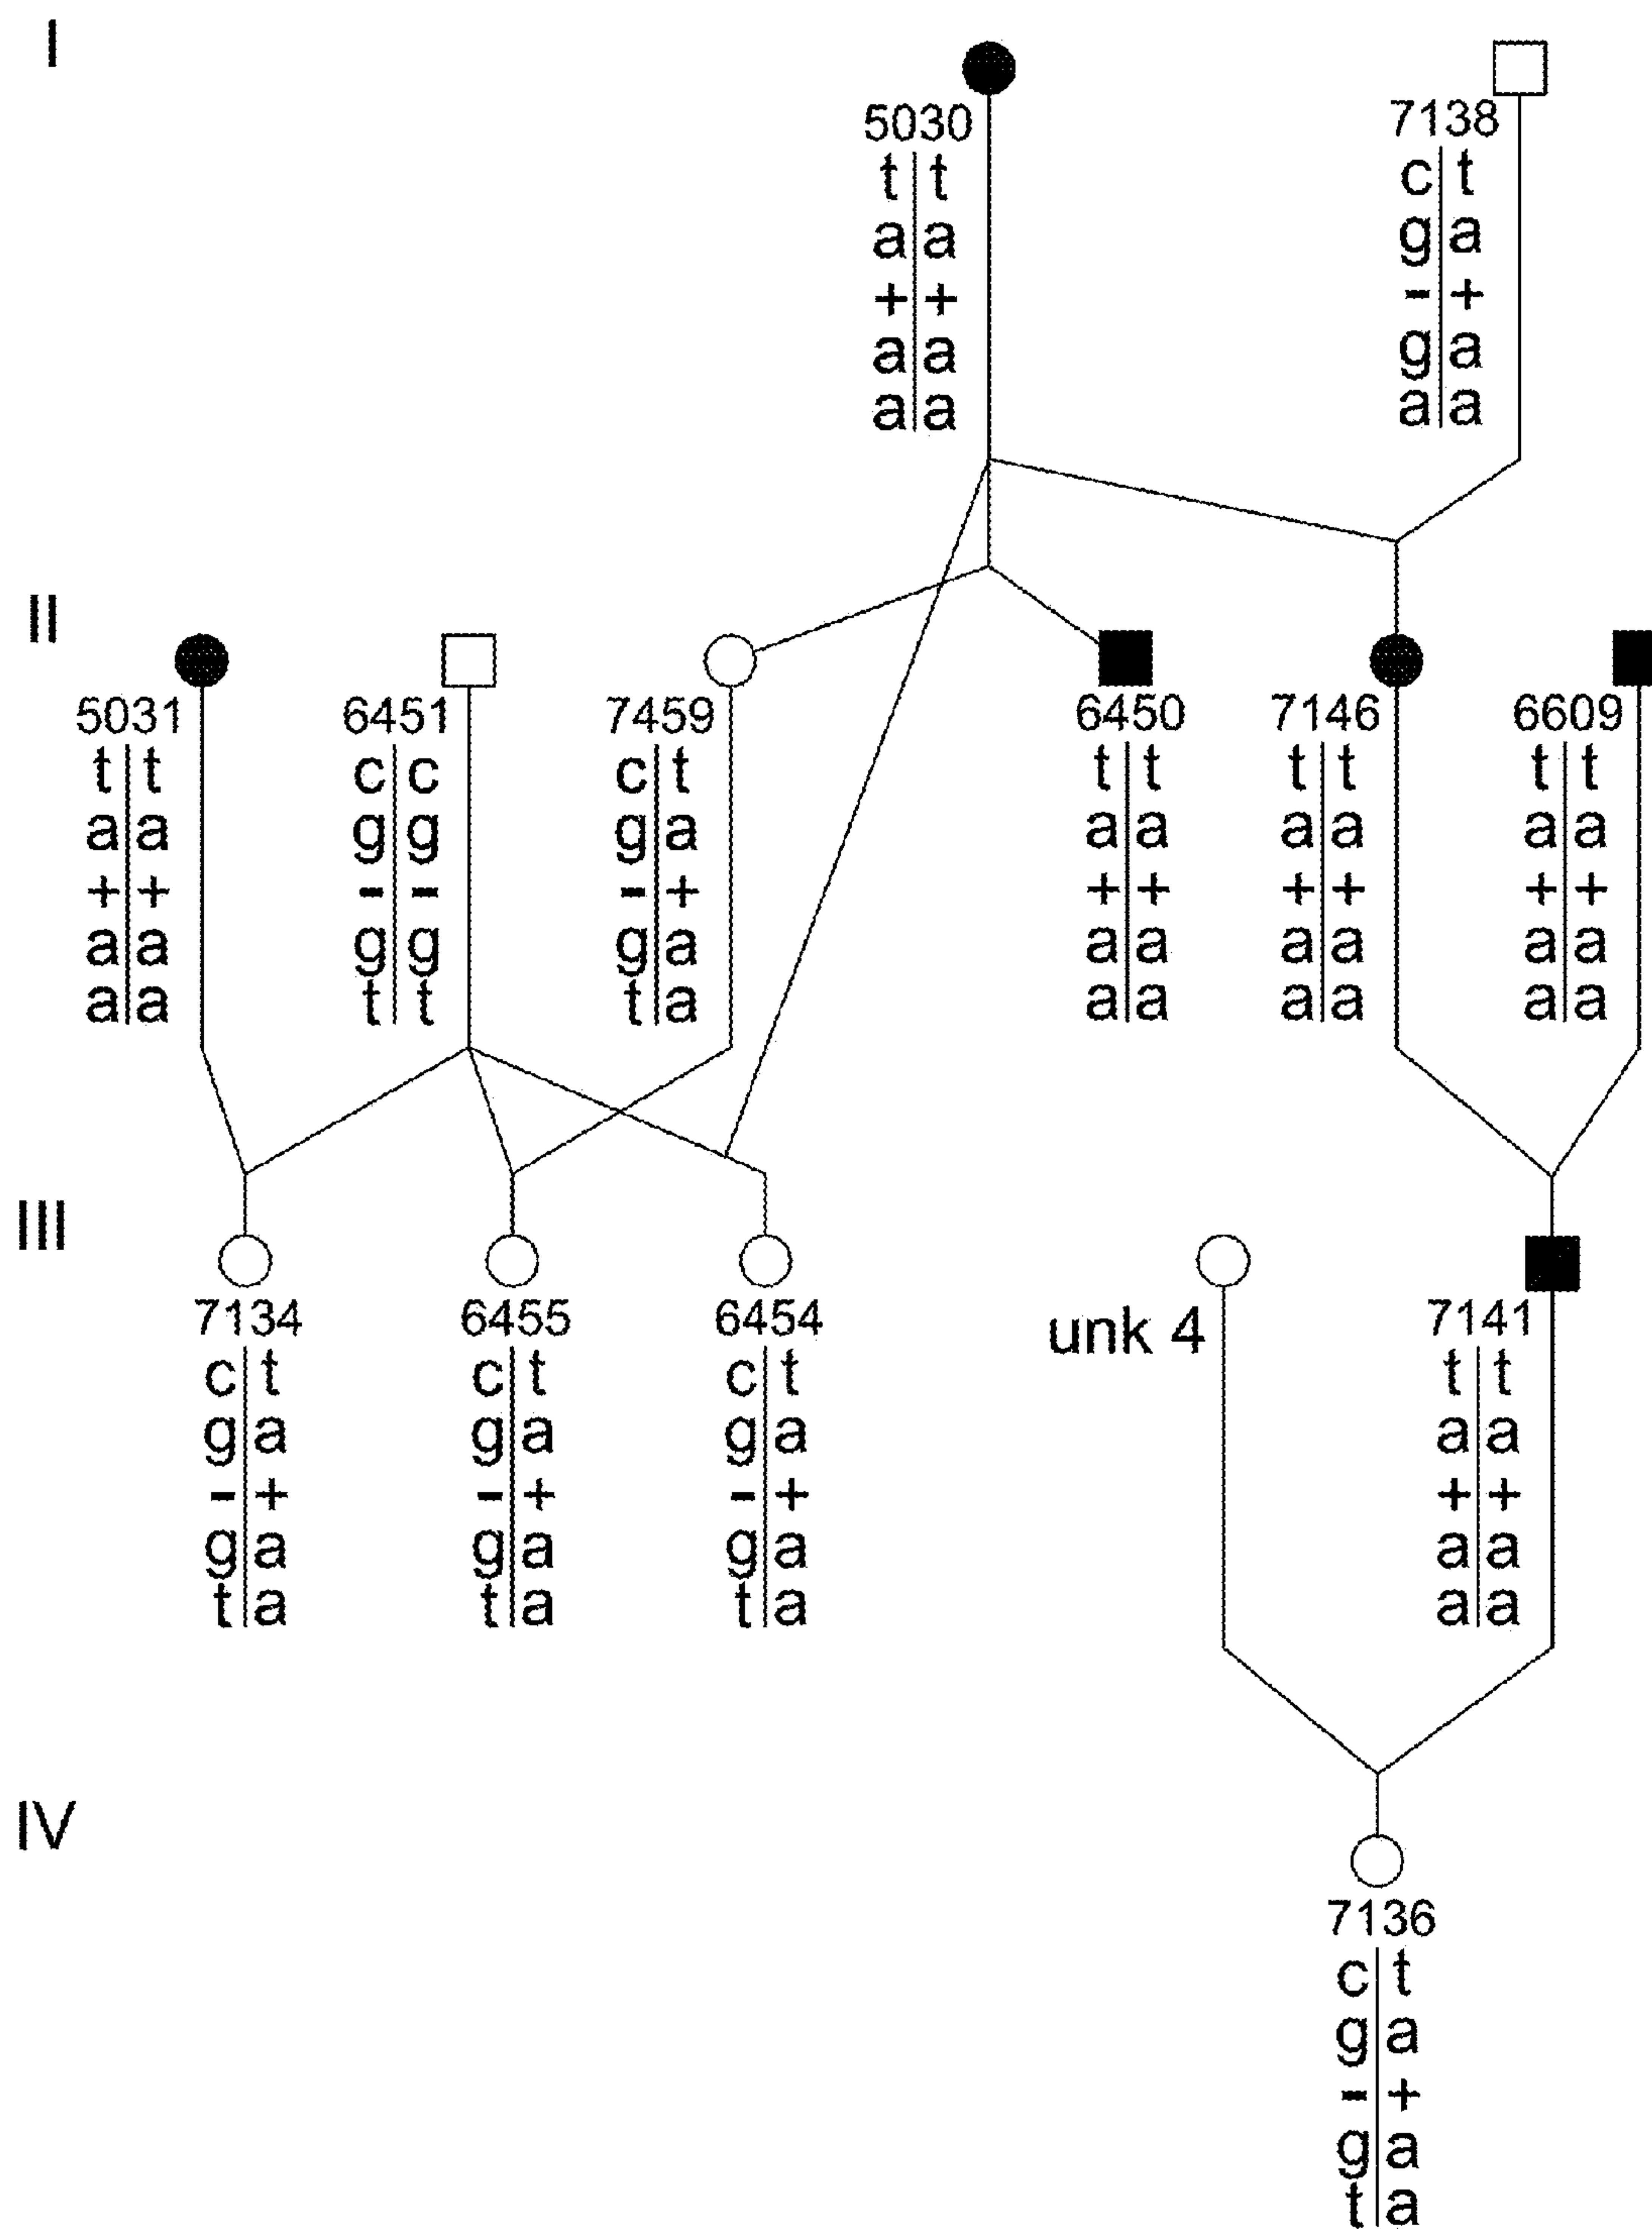 I
5030
t t
a a
+ +
a a
a a
7138
c t
g a
- +
g a
a a
II
5031
t t
a a
+ +
a a
a a
6451
c c
g g
- -
g g
t t
7459
c t
g a
- +
g a
t a
6450
t t
a a
+ +
a a
a a
7146
t t
a a
+ +
a a
a a
6609
t t
a a
+ +
a a
a a
III
7134
c t
g a
- +
g a
t a
6455
c t
g a
- +
g a
t a
6454
c t
g a
- +
g a
t a
unk 4
7141
t t
a a
+ +
a a
a a
IV
7136
c t
g a
- +
g a
t a